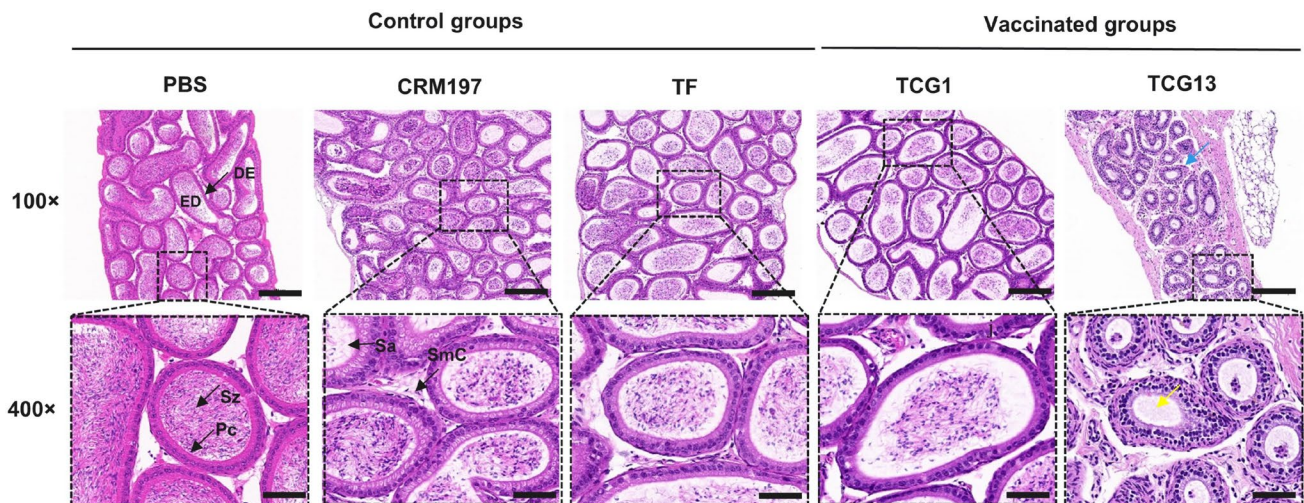 Control groups
Vaccinated groups
PBS
CRM197
TF
TCG1
TCG13
100×
DE
ED
400×
Sa
SmC
Sz
Pc